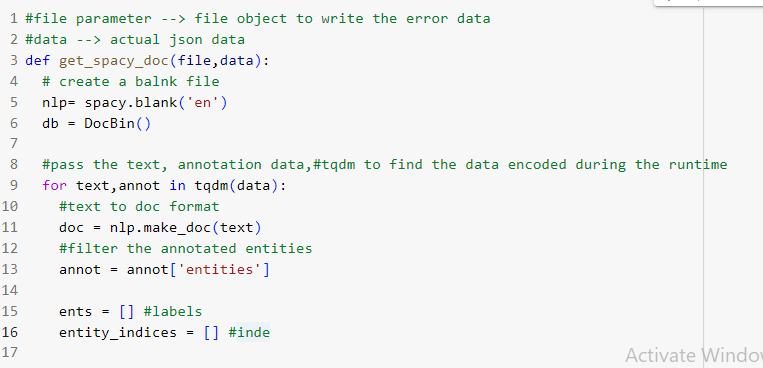 1 #file parameter --> file object to write the error data
2 #data --> actual json data
3 def get_spacy_doc(file,data):
4   # create a balnk file
5   nlp= spacy.blank('en')
6   db = DocBin()
7
8   #pass the text, annotation data,#tqdm to find the data encoded during the runtime
9   for text,annot in tqdm(data):
10     #text to doc format
11     doc = nlp.make_doc(text)
12     #filter the annotated entities
13     annot = annot['entities']
14
15     ents = [] #labels
16     entity_indices = [] #inde
17
Activate Window